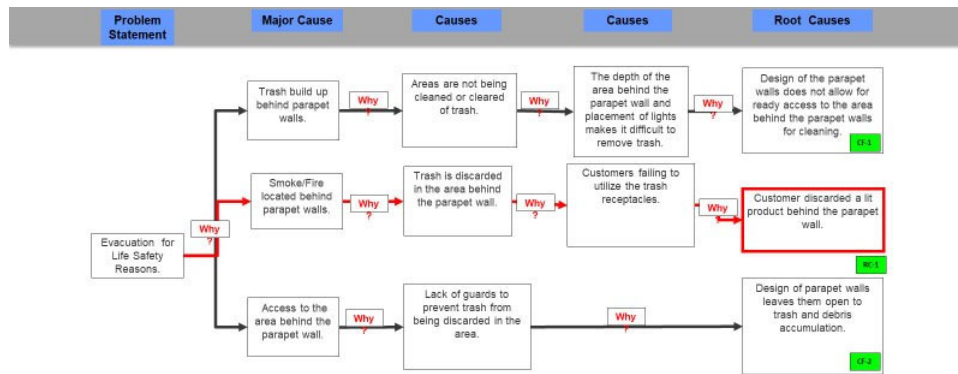 Problem
Statement
Major Cause
Causes
Causes
Root Causes
Trash build up
behind parapet
walls.
Why
?
Areas are not being
cleaned or cleared
of trash.
Why
?
The depth of the
area behind the
parapet wall and
placement of lights
makes it difficult to
remove trash.
Why
?
Design of the parapet
walls does not allow for
ready access to the area
behind the parapet walls
for cleaning.
CF-1
Evacuation for
Life Safety
Reasons.
Why
?
Smoke/Fire
located behind
parapet walls.
Why
?
Trash is discarded
in the area behind
the parapet wall.
Why
?
Customers failing to
utilize the trash
receptacles.
Why
?
Customer discarded a lit
product behind the parapet
wall.
RC-1
Access to the
area behind the
parapet wall.
Why
?
Lack of guards to
prevent trash from
being discarded in the
area.
Why
?
Design of parapet walls
leaves them open to
trash and debris
accumulation.
CF-2